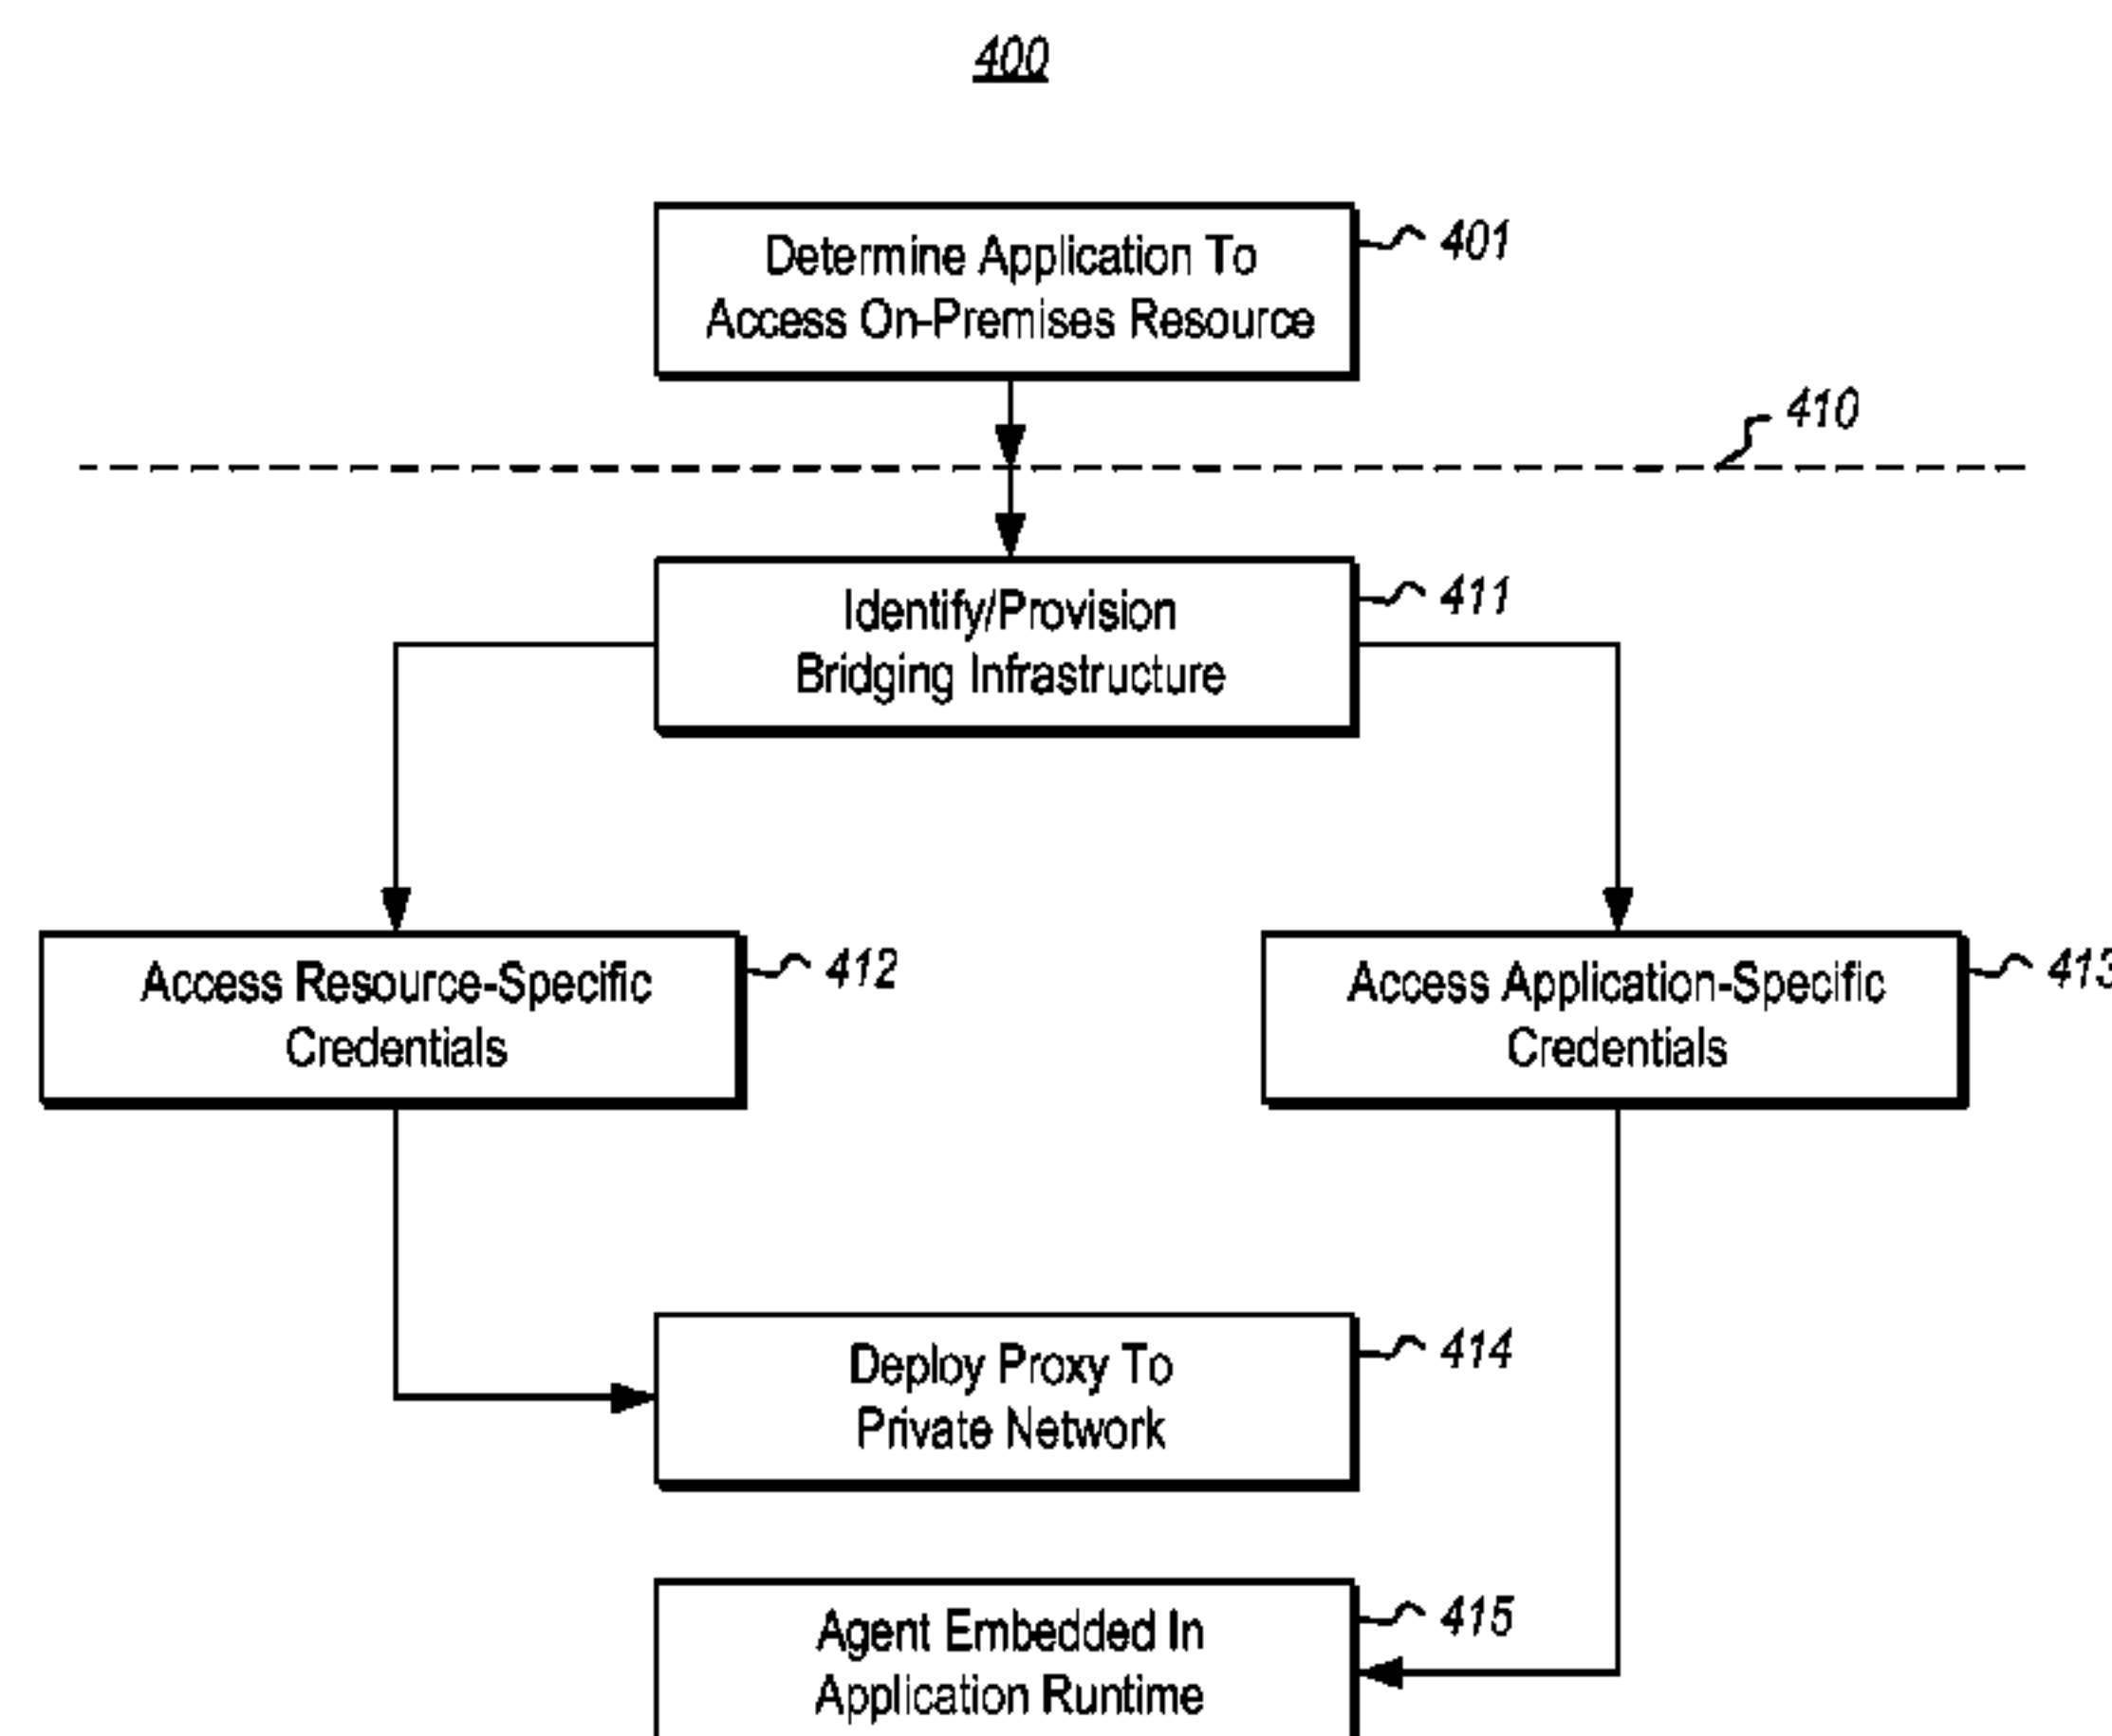 400
Determine Application To
Access On-Premises Resource
401
410
Identify/Provision
Bridging Infrastructure
411
Access Resource-Specific
Credentials
412
Access Application-Specific
Credentials
413
Deploy Proxy To
Private Network
414
Agent Embedded In
Application Runtime
415